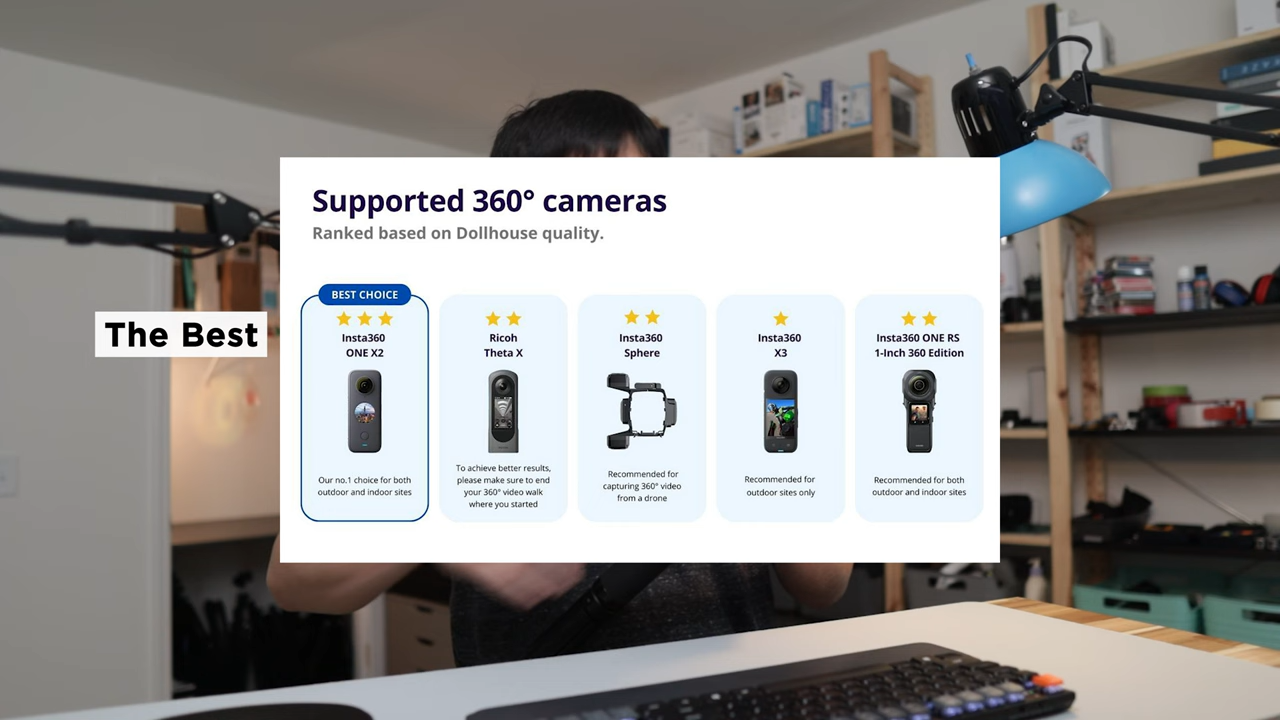 Supported 360° cameras
Ranked based on Dollhouse quality.
The Best
BEST CHOICE
Insta360
ONE X2
Our no.1 choice for both
outdoor and indoor sites
Ricoh
Theta X
To achieve better results,
please make sure to end
your 360° video walk
where you started
Insta360
Sphere
Recommended for
capturing 360° video
from a drone
Insta360
X3
Recommended for
outdoor sites only
Insta360 ONE RS
1-Inch 360 Edition
Recommended for both
outdoor and indoor sites